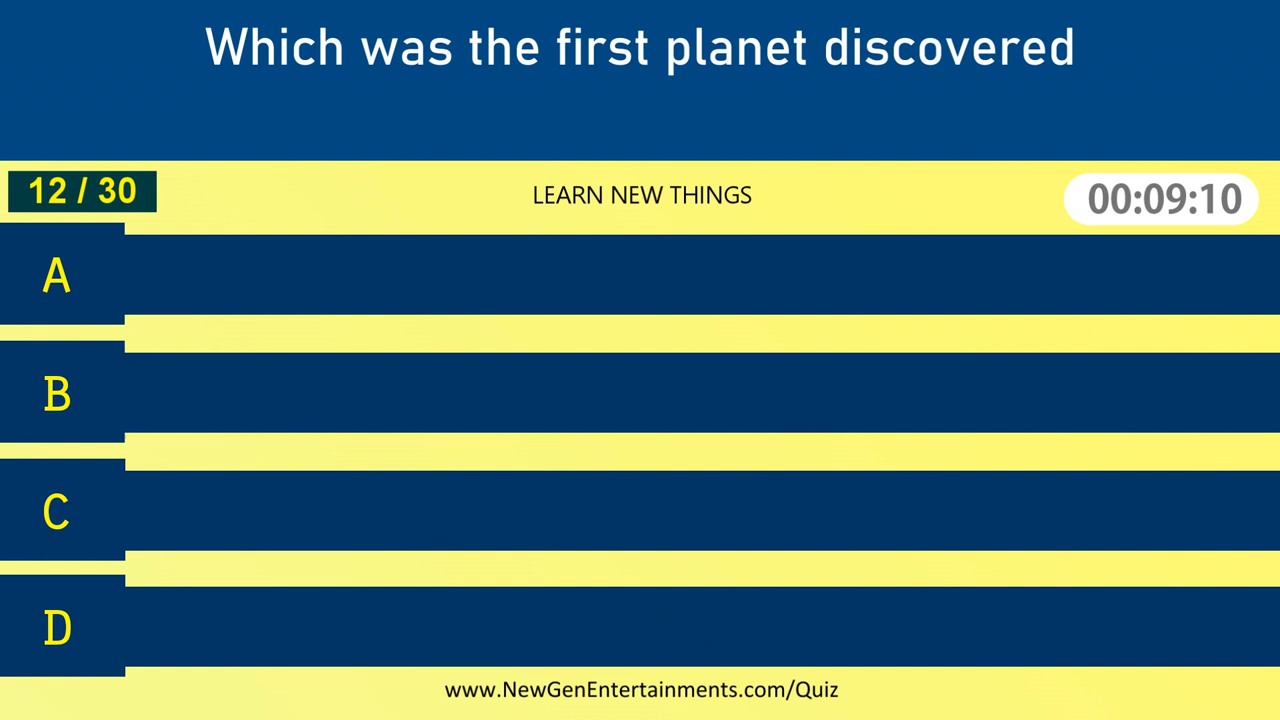 Which was the first planet discovered
12 / 30
LEARN NEW THINGS
00:09:10
A
B
C
D
www.NewGenEntertainments.com/Quiz